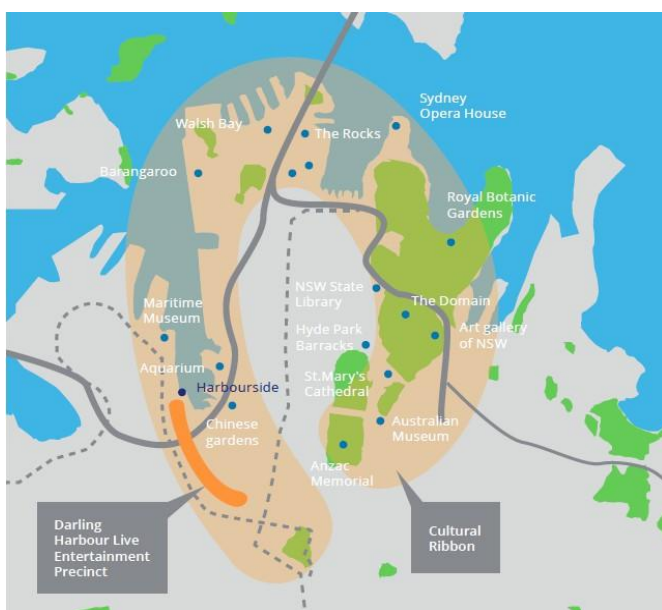 Sydney
Opera House
Walsh Bay
The Rocks
Barangaroo
Royal Botanic
Gardens
NSW State
Library
The Domain
Maritime
Museum
Hyde Park
Barracks
Art gallery
of NSW
Aquarium
St.Mary's
Cathedral
Harbourside
Chinese
gardens
Australian
Museum
Anzac
Memorial
Darling
Harbour Live
Entertainment
Precinct
Cultural
Ribbon